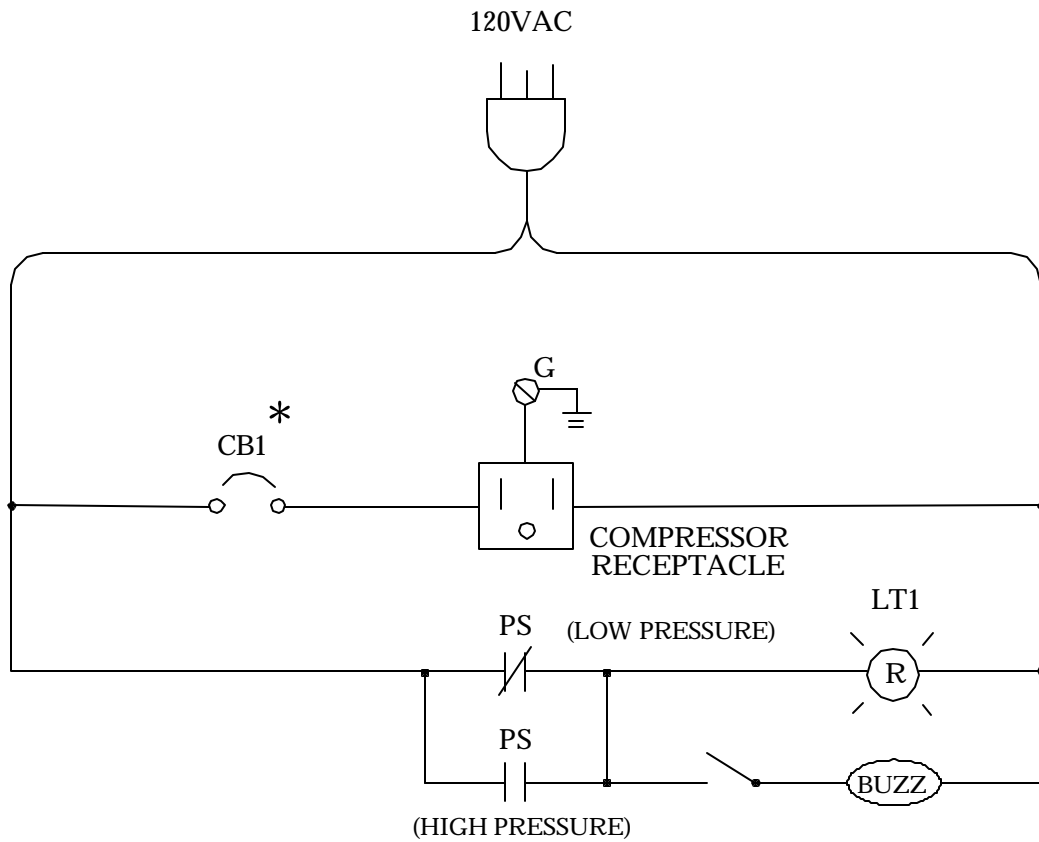 120VAC
G
*
CB1
COMPRESSOR
RECEPTACLE
LT1
PS
(LOW PRESSURE)
R
PS
BUZZ
(HIGH PRESSURE)